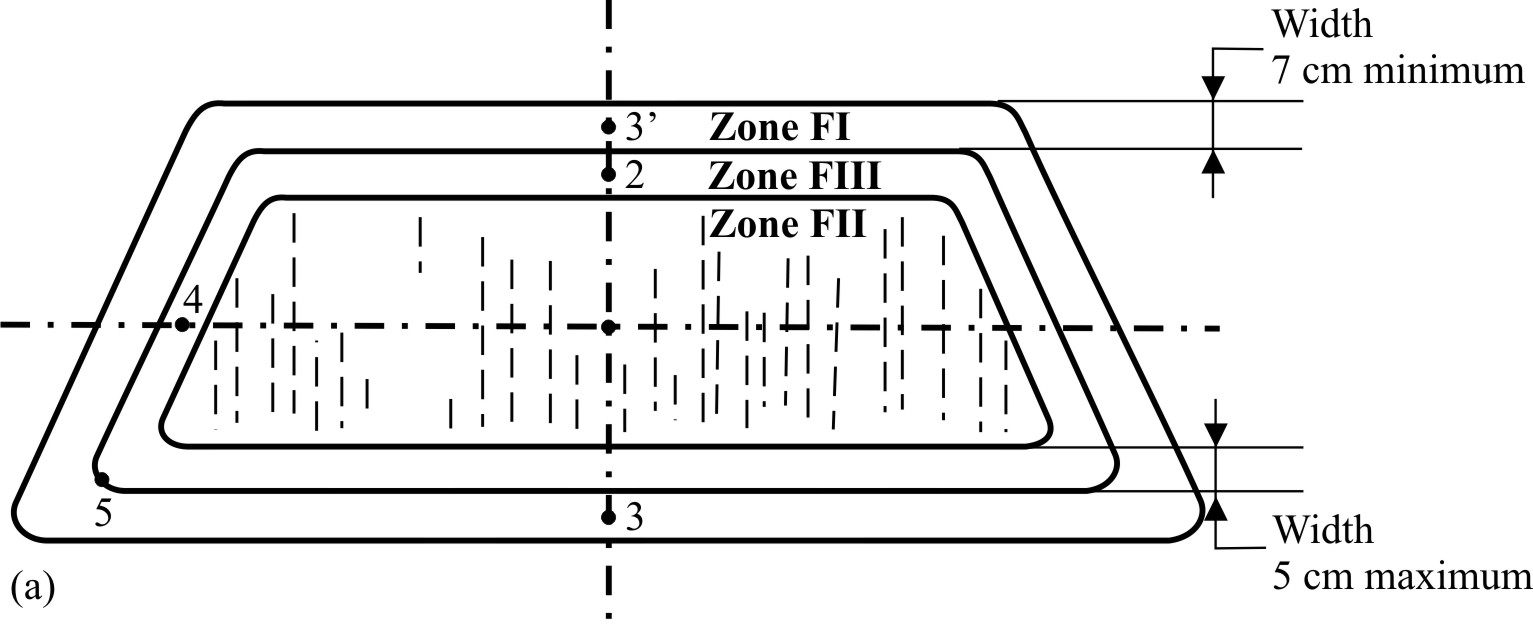 Width
7 cm minimum
3’ Zone FI
2 Zone FIII
Zone FII
4
5
3
Width
5 cm maximum
(a)